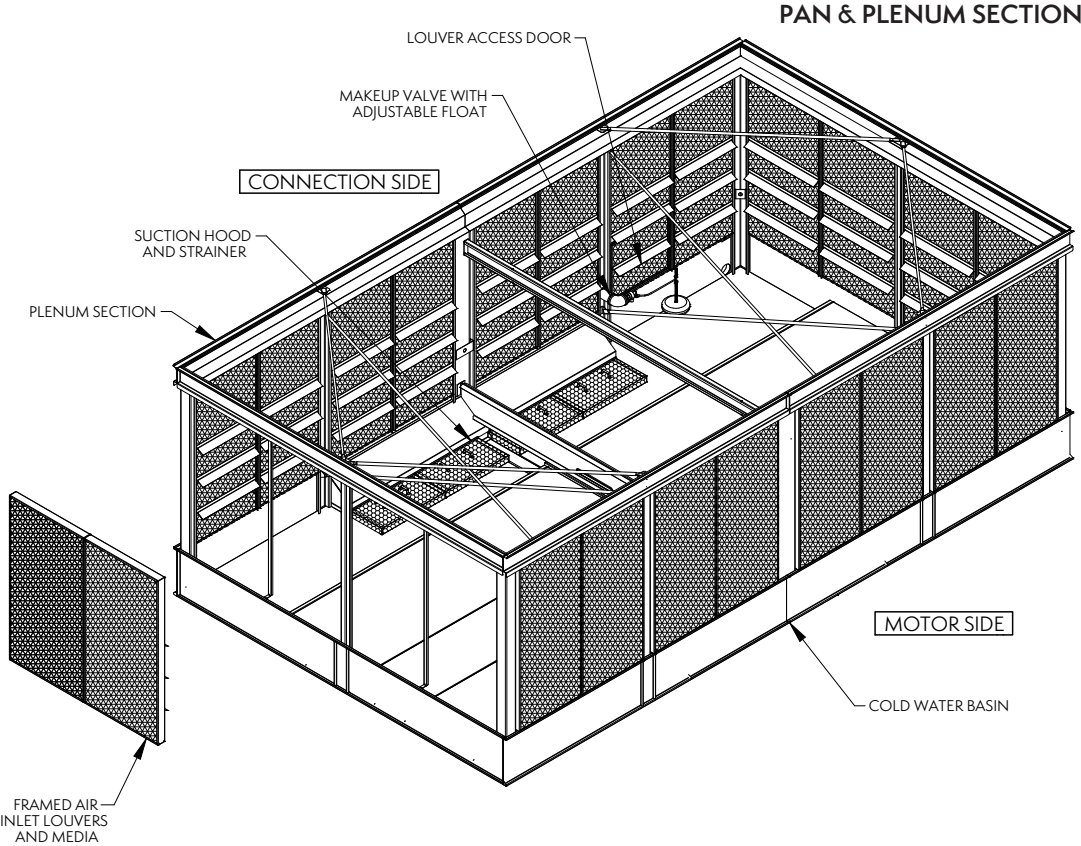 PAN & PLENUM SECTION
LOUVER ACCESS DOOR
MAKEUP VALVE WITH
ADJUSTABLE FLOAT
CONNECTION SIDE
SUCTION HOOD
AND STRAINER
PLENUM SECTION
MOTOR SIDE
COLD WATER BASIN
FRAMED AIR
INLET LOUVERS
AND MEDIA